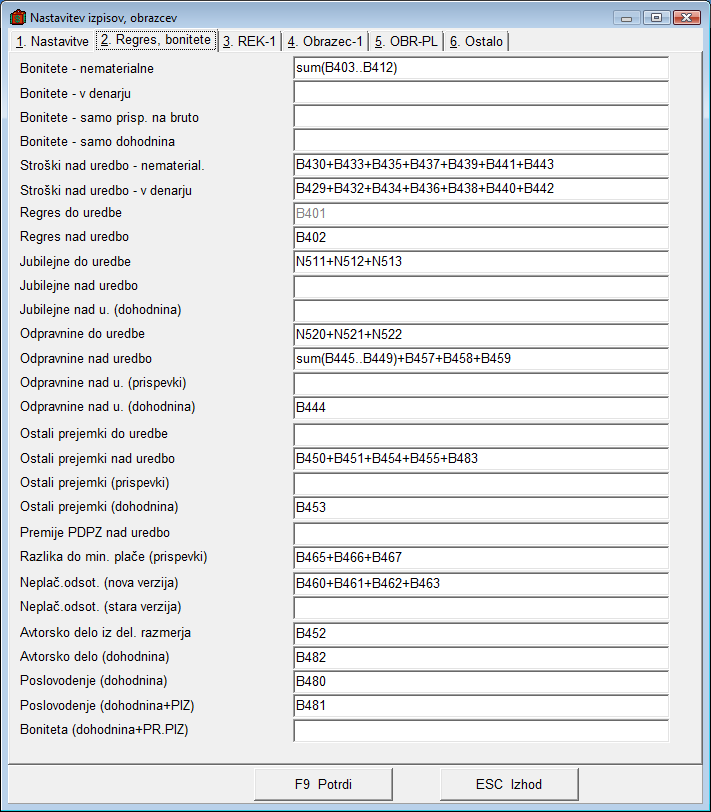 Nastavitev izpisov, obrazcev
1. Nastavitve 2. Regres, bonitete 3. REK-1 4. Obrazec-1 5. OBR-PL 6. Ostalo
Bonitete - nematerialne sum(B403..B412)
Bonitete - v denarju
Bonitete - samo prisp. na bruto
Bonitete - samo dohodnina
Stroški nad uredbo - nematerial. B430+B433+B435+B437+B439+B441+B443
Stroški nad uredbo - v denarju B429+B432+B434+B436+B438+B440+B442
Regres do uredbe B401
Regres nad uredbo B402
Jubilejne do uredbe N511+N512+N513
Jubilejne nad uredbo
Jubilejne nad u. (dohodnina)
Odpravnine do uredbe N520+N521+N522
Odpravnine nad uredbo sum(B445..B449)+B457+B458+B459
Odpravnine nad u. (prispevki)
Odpravnine nad u. (dohodnina) B444
Ostali prejemki do uredbe
Ostali prejemki nad uredbo B450+B451+B454+B455+B483
Ostali prejemki (prispevki)
Ostali prejemki (dohodnina) B453
Premije PDPZ nad uredbo
Razlika do min. plače (prispevki) B465+B466+B467
Neplač.odsot. (nova verzija) B460+B461+B462+B463
Neplač.odsot. (stara verzija)
Avtorsko delo iz del. razmerja B452
Avtorsko delo (dohodnina) B482
Poslovodenje (dohodnina) B480
Poslovodenje (dohodnina+PIZ) B481
Boniteta (dohodnina+PR.PIZ)
F9 Potrdi ESC Izhod